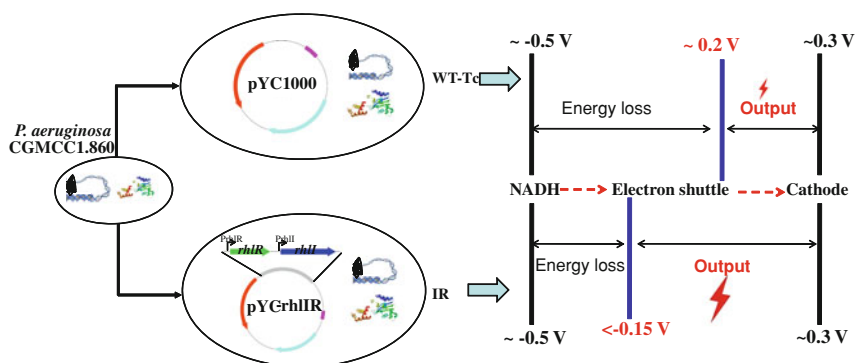 P. aeruginosa
CGMCC1.860
pYC1000
WT-Tc
PrhlR
PrhlI
rhlR
rhlI
pYC-rhlIR
IR
~ -0.5 V
~ 0.2 V
~0.3 V
Energy loss
Output
NADH
Electron shuttle
Cathode
Energy loss
Output
~ -0.5 V
<-0.15 V
~0.3 V